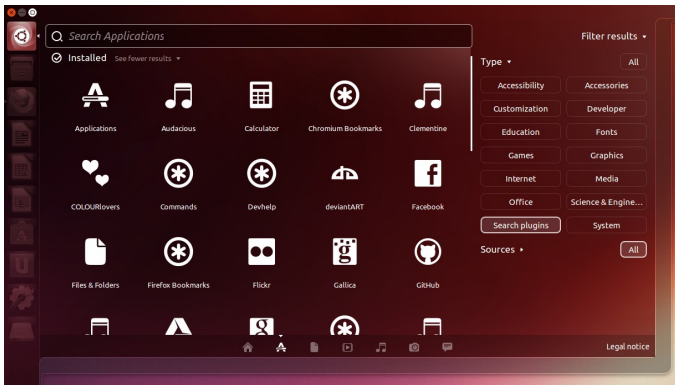 Search Applications
Filter results
Installed See fewer results
Type All
Accessibility Accessories
Customization Developer
Education Fonts
Games Graphics
Internet Media
Office Science & Engine...
Search plugins System
Sources All
Applications Audacious Calculator Chromium Bookmarks Clementine
COLOURlovers Commands Devhelp deviantART Facebook
Files & Folders Firefox Bookmarks Flickr Gallica GitHub
Legal notice